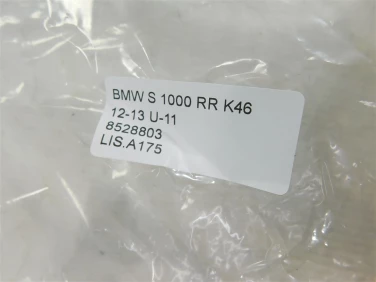 BMW S 1000 RR K46
12-13 U-11
8528803
LIS.A175